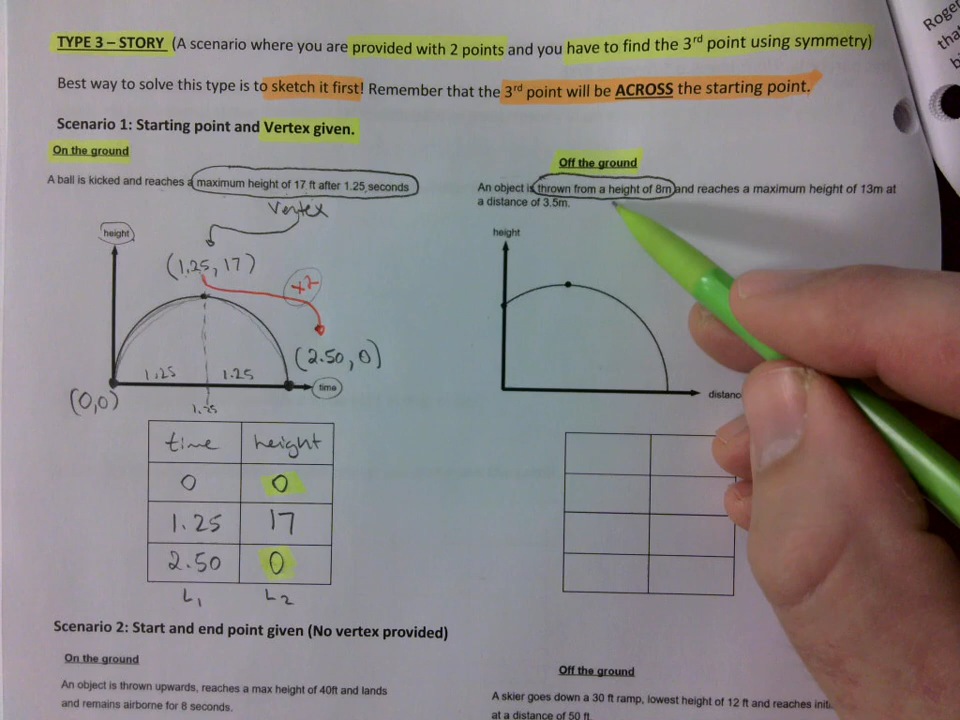 TYPE 3 – STORY (A scenario where you are provided with 2 points and you have to find the 3rd point using symmetry)
Best way to solve this type is to sketch it first! Remember that the 3rd point will be ACROSS the starting point.
Scenario 1: Starting point and Vertex given.
On the ground
A ball is kicked and reaches a maximum height of 17 ft after 1.25 seconds
Vertex
height
(1.25, 17)
x2
(2.50, 0)
1.25 1.25
time
(0,0)
1.25
time height
0 0
1.25 17
2.50 0
L1 L2
Off the ground
An object is thrown from a height of 8m and reaches a maximum height of 13m at
a distance of 3.5m.
height
Scenario 2: Start and end point given (No vertex provided)
On the ground
An object is thrown upwards, reaches a max height of 40ft and lands
and remains airborne for 8 seconds.
Off the ground
A skier goes down a 30 ft ramp, lowest height of 12 ft and reaches
at a distance of 50 ft.